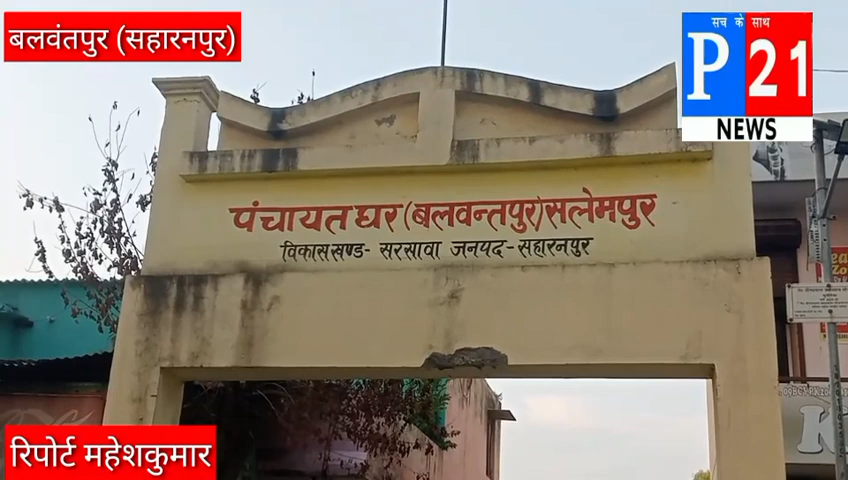 बलवंतपुर (सहारनपुर)
सच के साथ
P 21
NEWS
पंचायत घर (बलवन्तपुर) सलेमपुर
विकासखण्ड - सरसावा जनपद - सहारनपुर
रिपोर्ट महेशकुमार